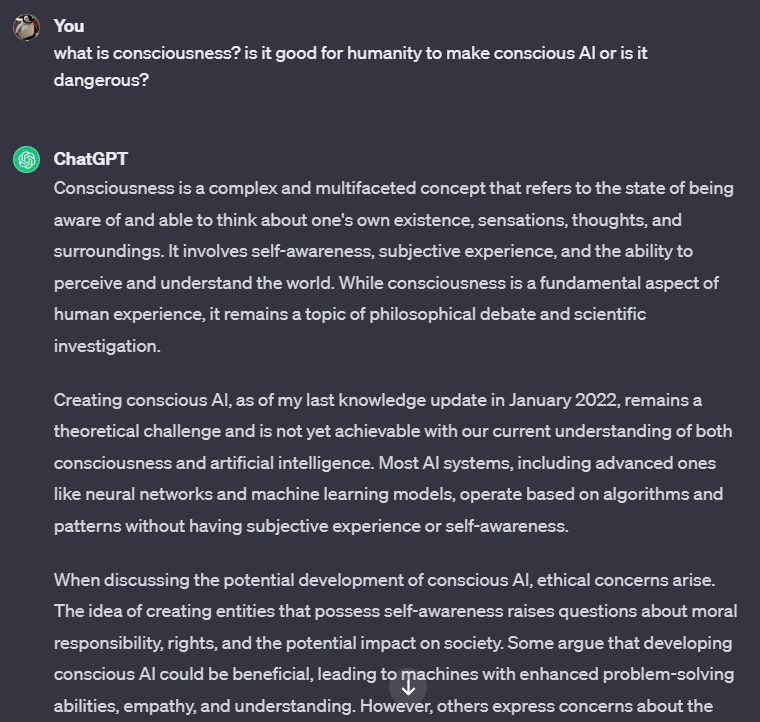 You
what is consciousness? is it good for humanity to make conscious AI or is it
dangerous?
ChatGPT
Consciousness is a complex and multifaceted concept that refers to the state of being
aware of and able to think about one's own existence, sensations, thoughts, and
surroundings. It involves self-awareness, subjective experience, and the ability to
perceive and understand the world. While consciousness is a fundamental aspect of
human experience, it remains a topic of philosophical debate and scientific
investigation.
Creating conscious AI, as of my last knowledge update in January 2022, remains a
theoretical challenge and is not yet achievable with our current understanding of both
consciousness and artificial intelligence. Most AI systems, including advanced ones
like neural networks and machine learning models, operate based on algorithms and
patterns without having subjective experience or self-awareness.
When discussing the potential development of conscious AI, ethical concerns arise.
The idea of creating entities that possess self-awareness raises questions about moral
responsibility, rights, and the potential impact on society. Some argue that developing
conscious AI could be beneficial, leading to machines with enhanced problem-solving
abilities, empathy, and understanding. However, others express concerns about the